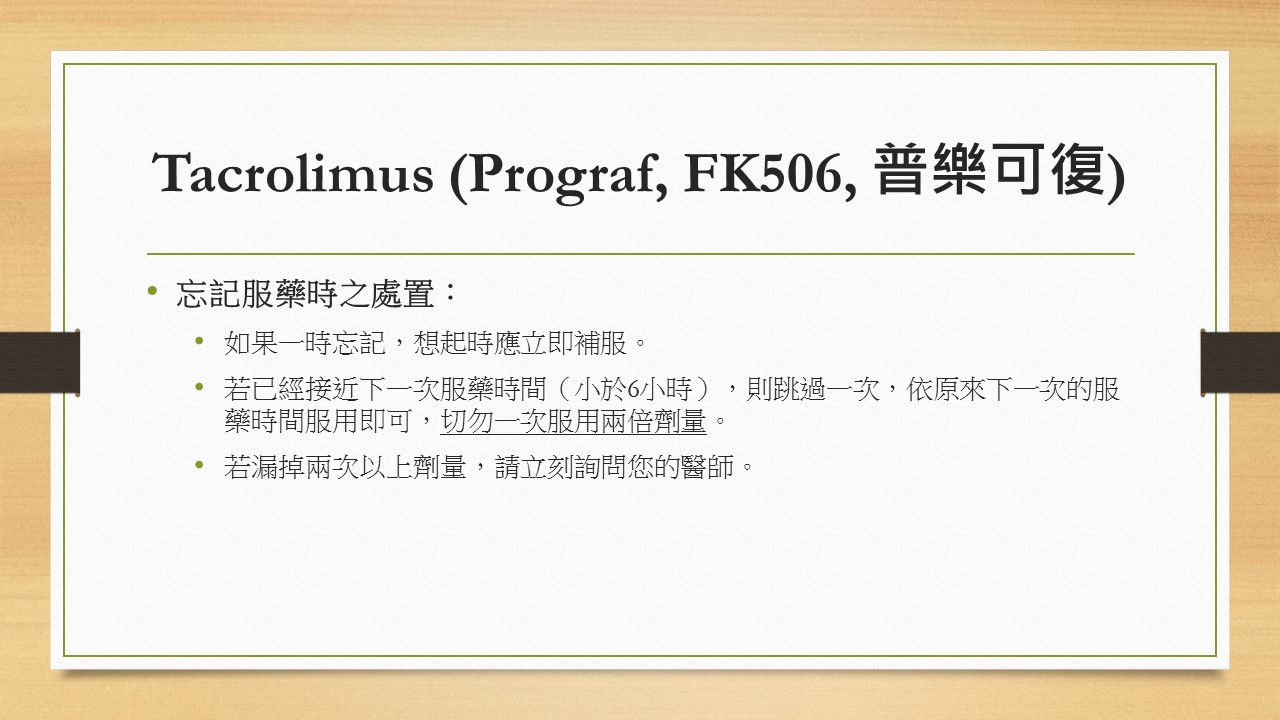 Tacrolimus (Prograf, FK506, 普樂可復)
• 忘記服藥時之處置：
• 如果一時忘記，想起時應立即補服。
• 若已經接近下一次服藥時間（小於6小時），則跳過一次，依原來下一次的服
藥時間服用即可，切勿一次服用兩倍劑量。
• 若漏掉兩次以上劑量，請立刻詢問您的醫師。